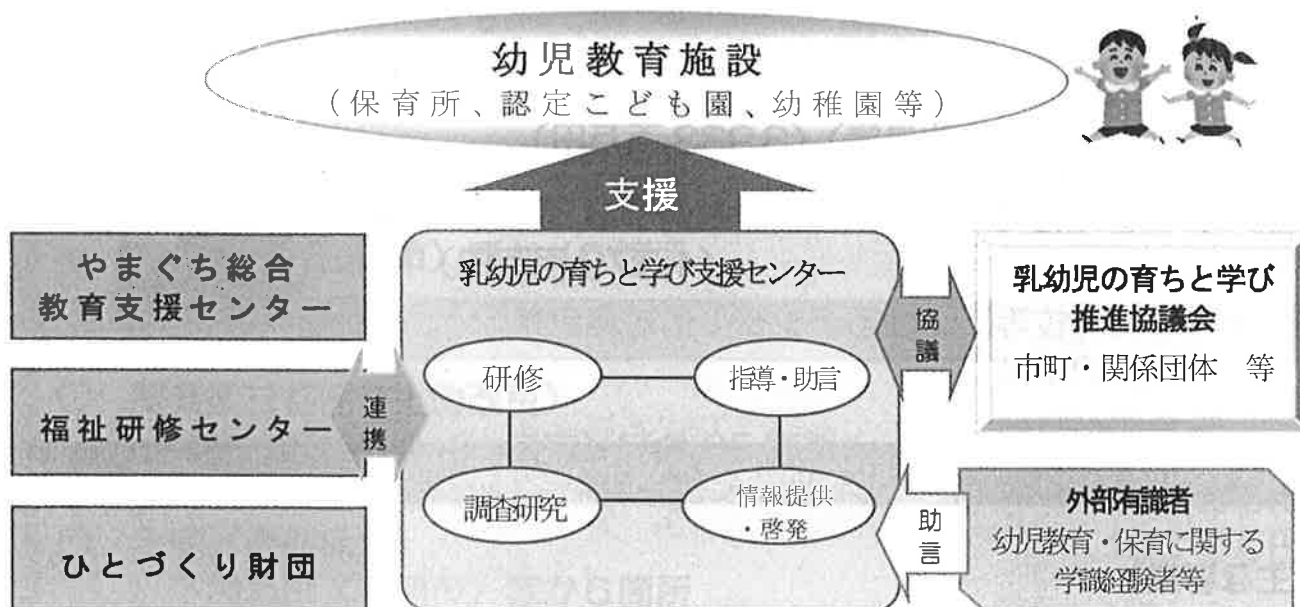 幼児教育施設
（保育所、認定こども園、幼稚園等）
支援
やまぐち総合
教育支援センター
福祉研修センター
ひとづくり財団
連携
乳幼児の育ちと学び支援センター
研修
指導・助言
調査研究
情報提供
・啓発
協議
乳幼児の育ちと学び
推進協議会
市町・関係団体　等
助言
外部有識者
幼児教育・保育に関する
学識経験者等